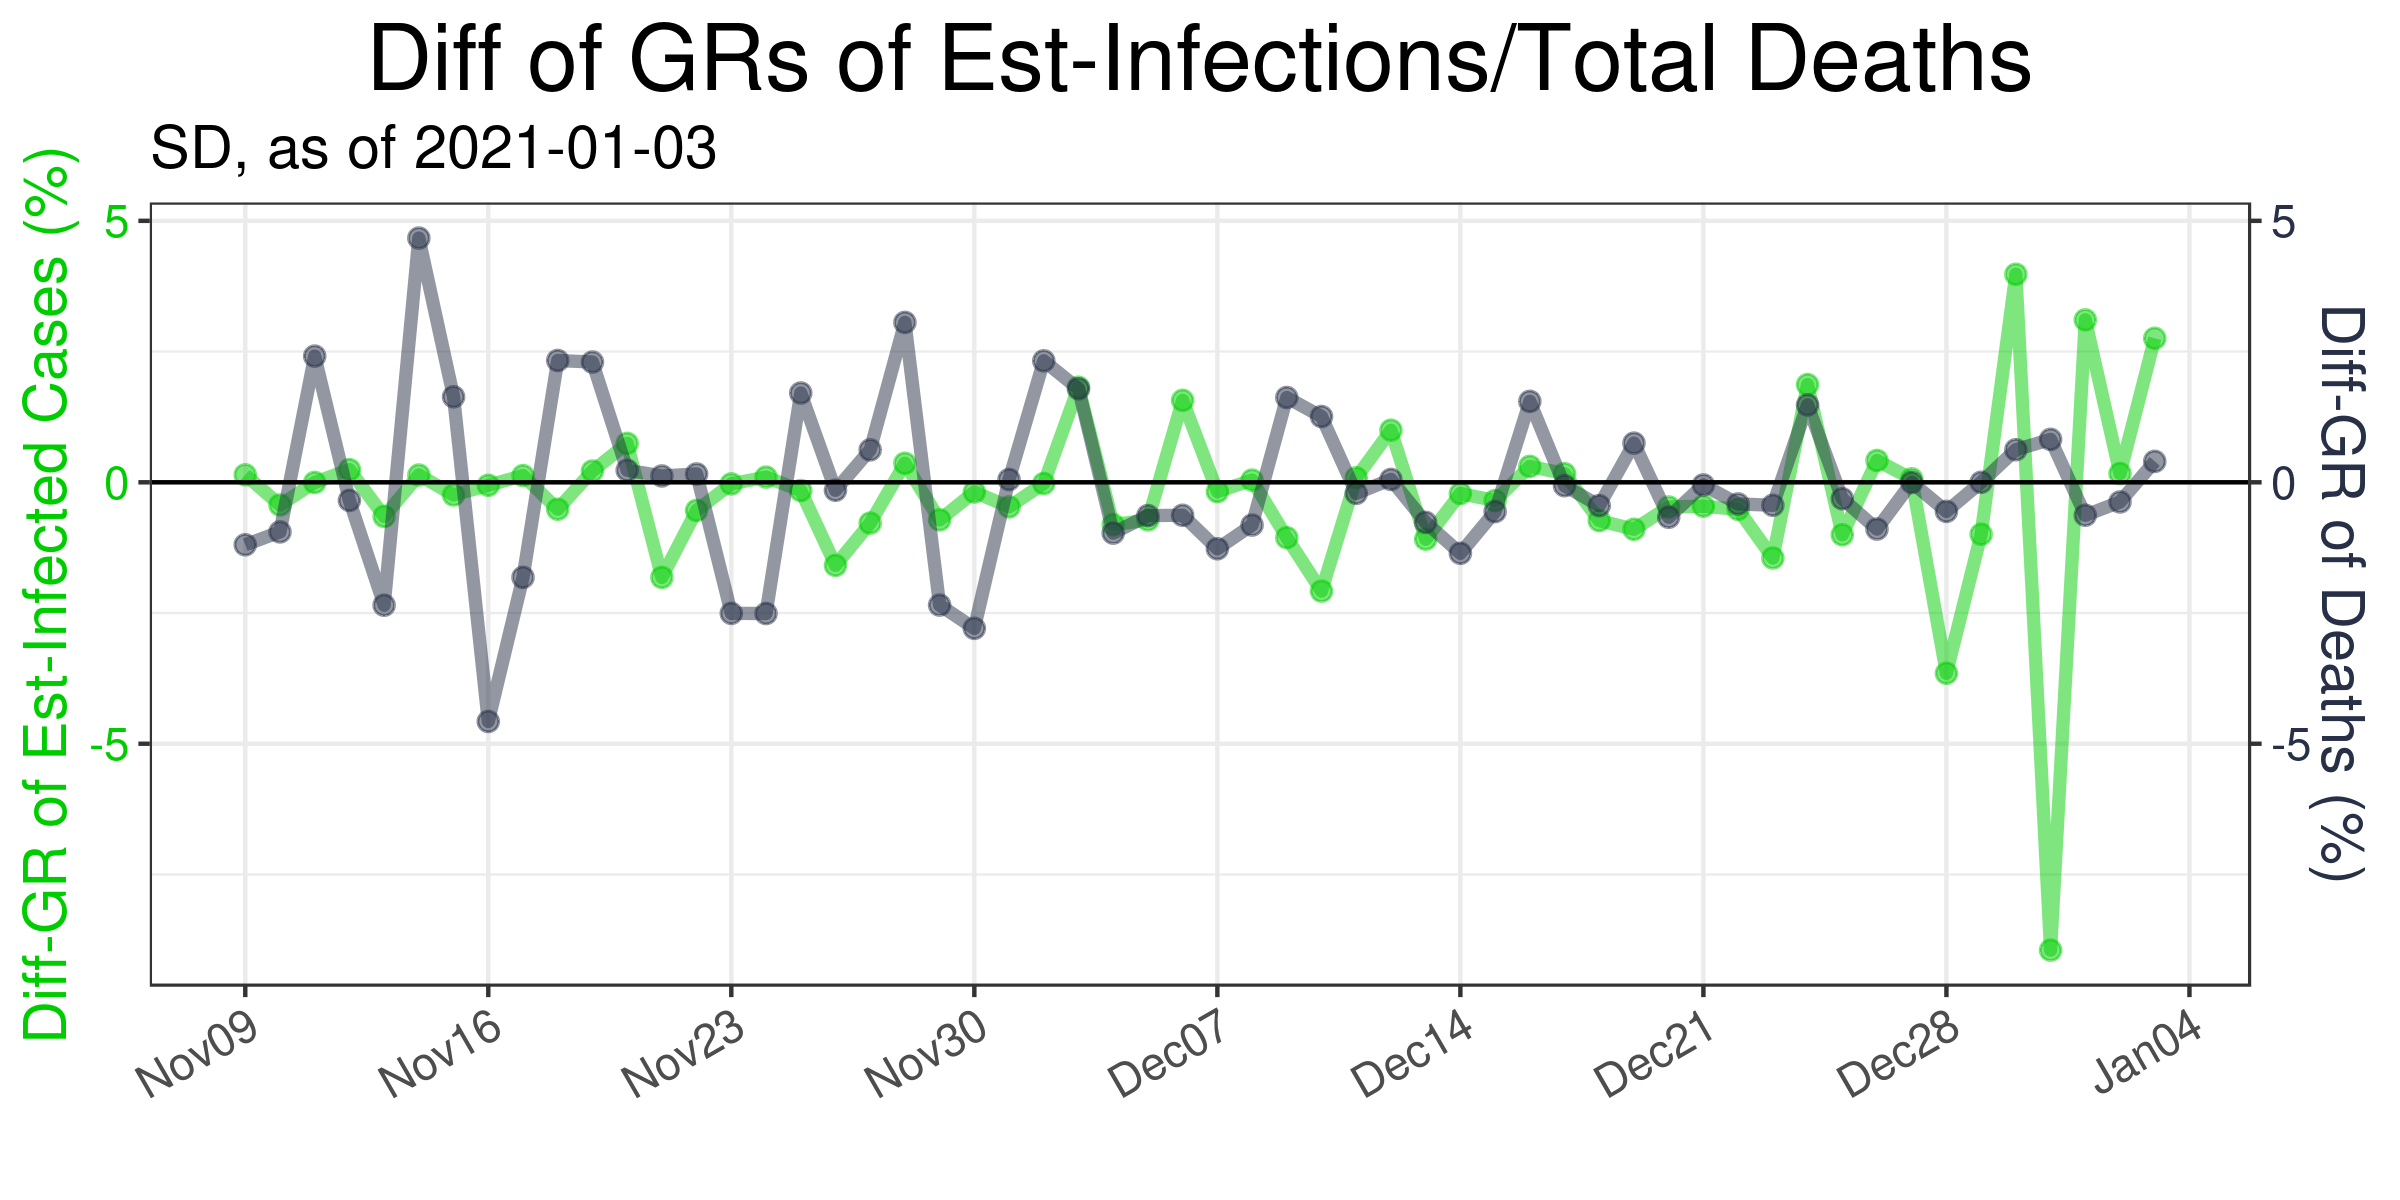 Diff of GRs of Est-Infections/Total Deaths
SD, as of 2021-01-03
Diff-GR of Est-Infected Cases (%)
5
0
-5
5
0
-5
Diff-GR of Deaths (%)
Nov09
Nov16
Nov23
Nov30
Dec07
Dec14
Dec21
Dec28
Jan04